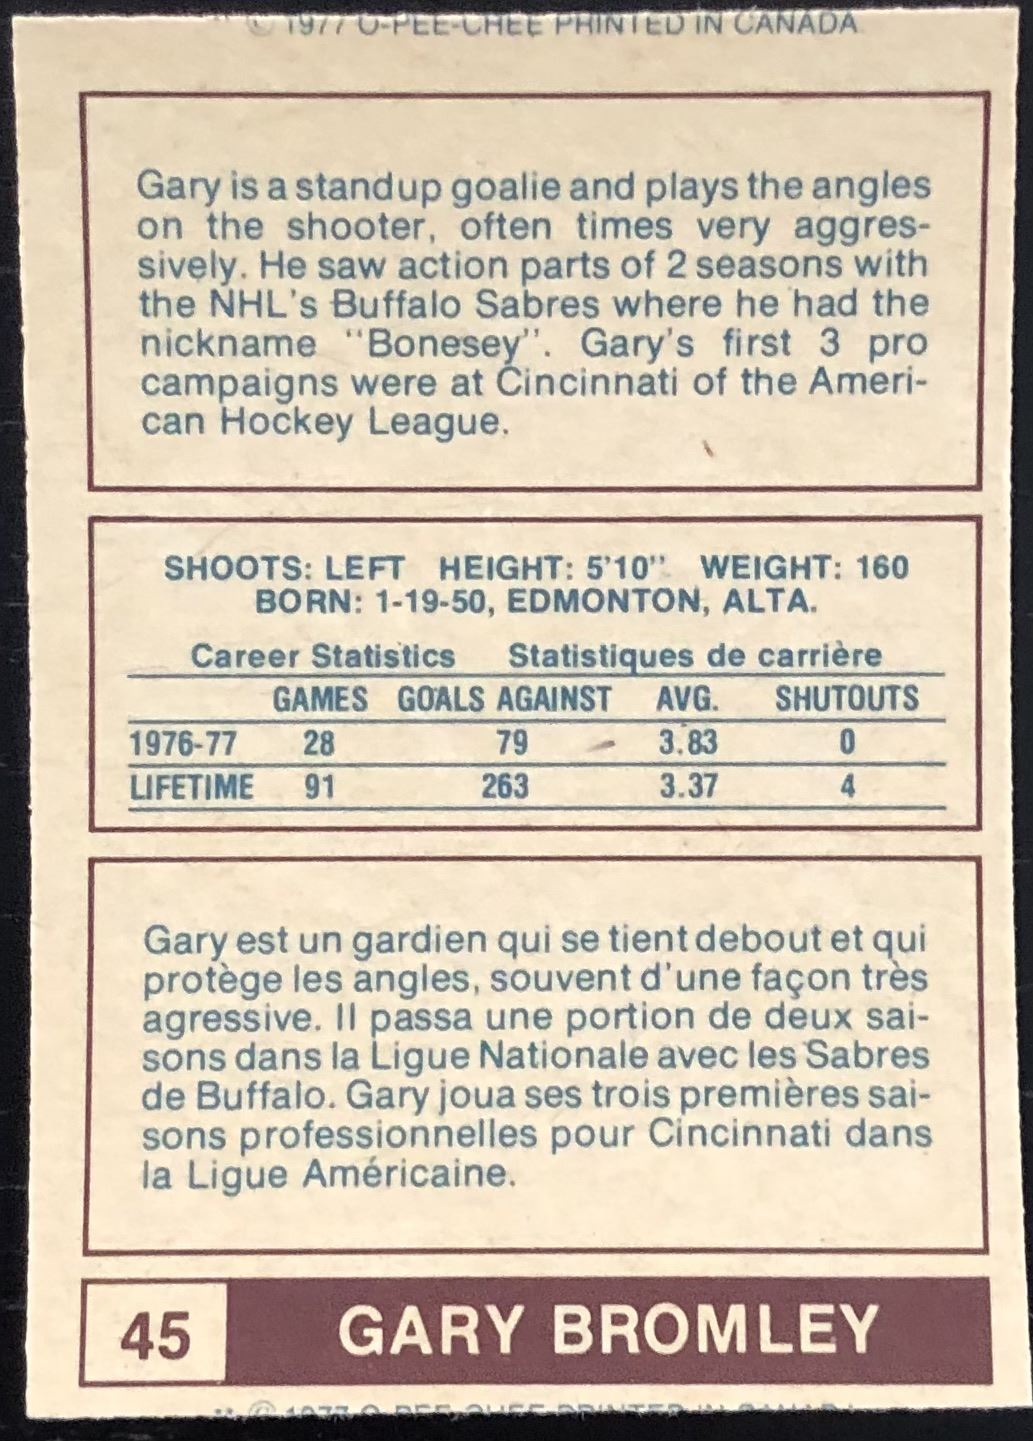 © 1977 O-PEE-CHEE PRINTED IN CANADA
Gary is a standup goalie and plays the angles
on the shooter, often times very aggres-
sively. He saw action parts of 2 seasons with
the NHL's Buffalo Sabres where he had the
nickname "Bonesey". Gary's first 3 pro
campaigns were at Cincinnati of the Ameri-
can Hockey League.
SHOOTS: LEFT HEIGHT: 5'10" WEIGHT: 160
BORN: 1-19-50, EDMONTON, ALTA.
Career Statistics Statistiques de carrière
GAMES GOALS AGAINST AVG. SHUTOUTS
1976-77 28 79 3.83 0
LIFETIME 91 263 3.37 4
Gary est un gardien qui se tient debout et qui
protège les angles, souvent d'une façon très
agressive. Il passa une portion de deux sai-
sons dans la Ligue Nationale avec les Sabres
de Buffalo. Gary joua ses trois premières sai-
sons professionnelles pour Cincinnati dans
la Ligue Américaine.
45 GARY BROMLEY
** © 1977 O-PEE-CHEE PRINTED IN CANADA